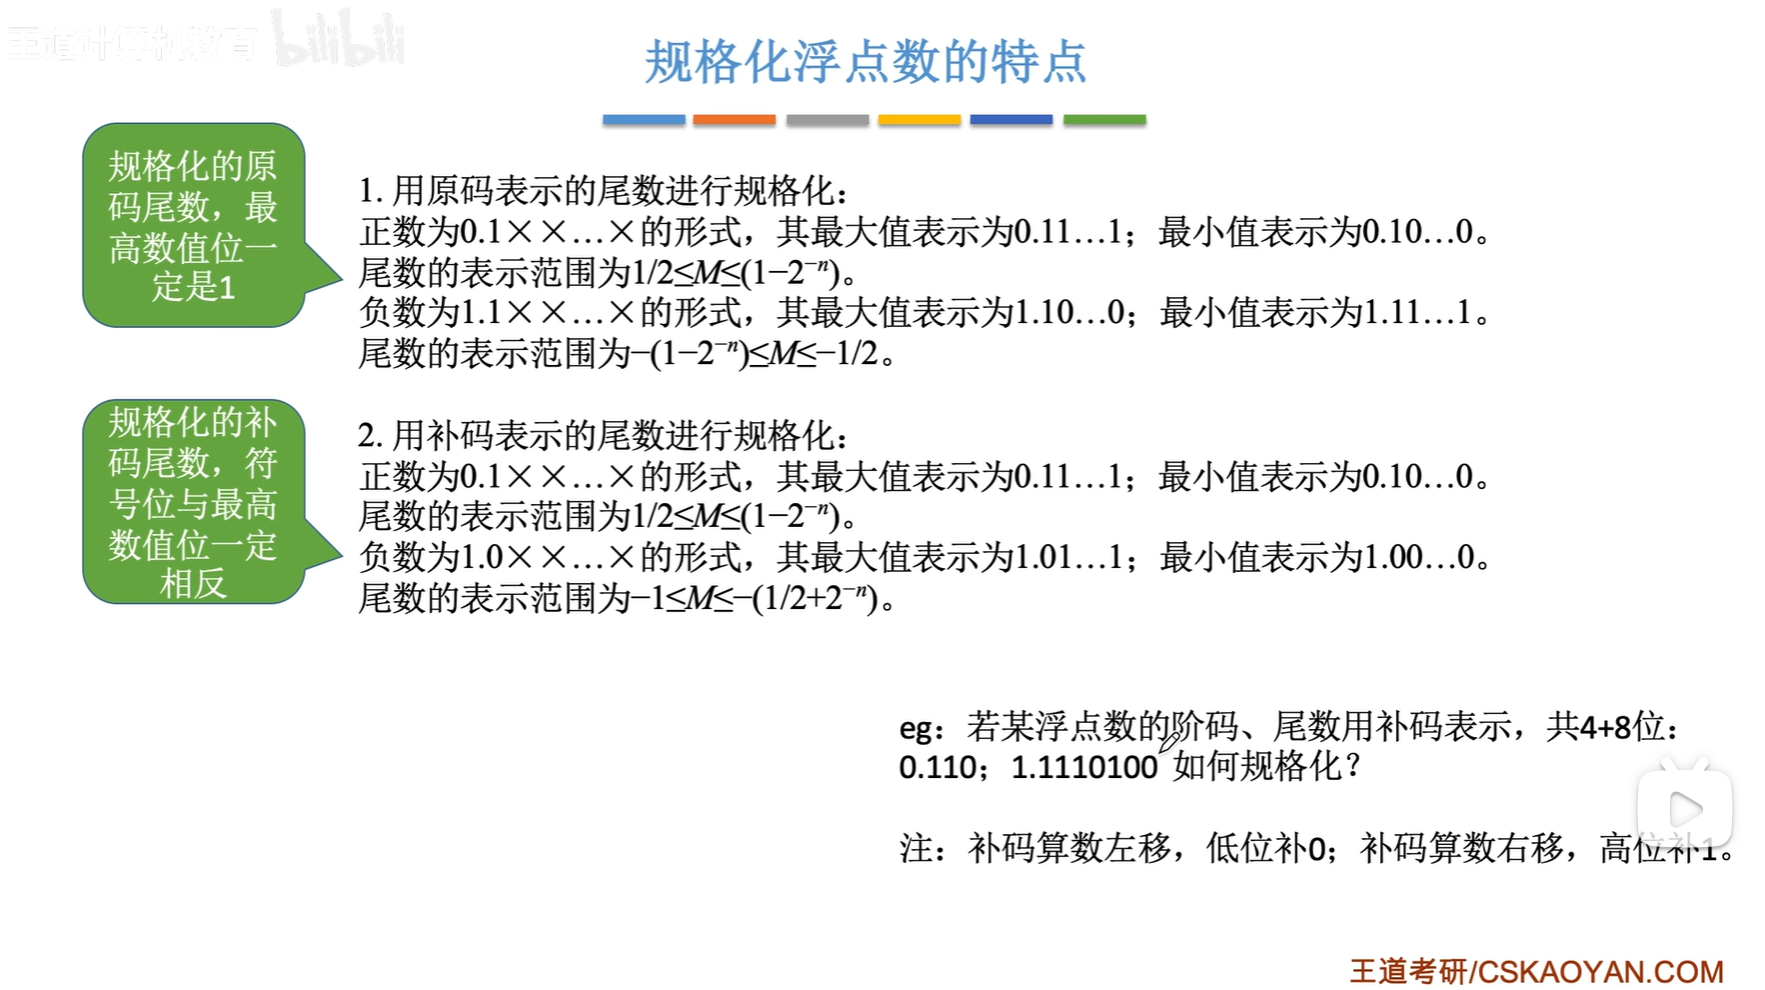 王道计算机教育 bilibili
规格化浮点数的特点
规格化的原
码尾数，最
高数值位一
定是1
1. 用原码表示的尾数进行规格化：
正数为0.1××…×的形式，其最大值表示为0.11…1；最小值表示为0.10…0。
尾数的表示范围为1/2≤M≤(1−2⁻ⁿ)。
负数为1.1××…×的形式，其最大值表示为1.10…0；最小值表示为1.11…1。
尾数的表示范围为−(1−2⁻ⁿ)≤M≤−1/2。
规格化的补
码尾数，符
号位与最高
数值位一定
相反
2. 用补码表示的尾数进行规格化：
正数为0.1××…×的形式，其最大值表示为0.11…1；最小值表示为0.10…0。
尾数的表示范围为1/2≤M≤(1−2⁻ⁿ)。
负数为1.0××…×的形式，其最大值表示为1.01…1；最小值表示为1.00…0。
尾数的表示范围为−1≤M≤−(1/2+2⁻ⁿ)。
eg：若某浮点数的阶码、尾数用补码表示，共4+8位：
0.110；1.1110100 如何规格化？
注：补码算数左移，低位补0；补码算数右移，高位补1。
王道考研/CSKAOYAN.COM